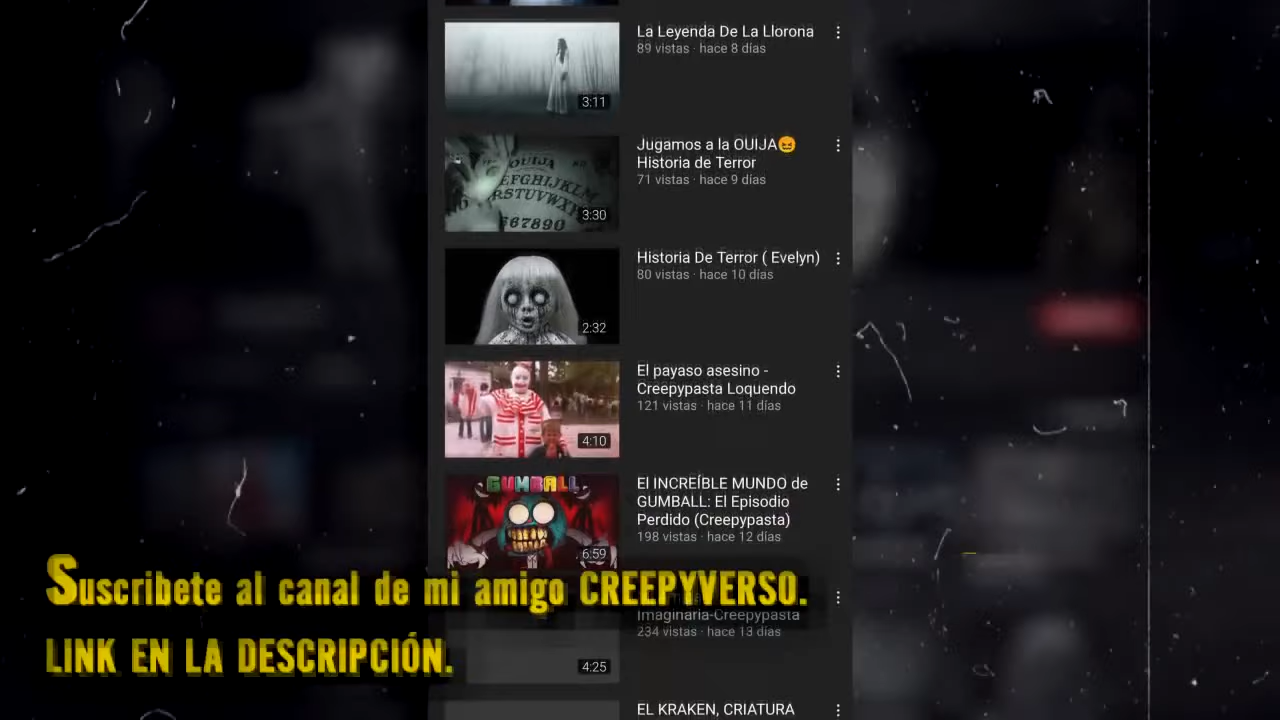 La Leyenda De La Llorona
89 vistas · hace 8 días
3:11
Jugamos a la OUIJA😆
Historia de Terror
71 vistas · hace 9 días
OUIJA
EFGHIJKLM
RSTUVWXY
67890
3:30
Historia De Terror ( Evelyn)
80 vistas · hace 10 días
2:32
El payaso asesino -
Creepypasta Loquendo
121 vistas · hace 11 días
4:10
GUMBALL
El INCREÍBLE MUNDO de
GUMBALL: El Episodio
Perdido (Creepypasta)
198 vistas · hace 12 días
6:59
Suscribete al canal de mi amigo CREEPYVERSO.
Imaginaria-Creepypasta
234 vistas · hace 13 días
LINK EN LA DESCRIPCIÓN.
4:25
EL KRAKEN, CRIATURA